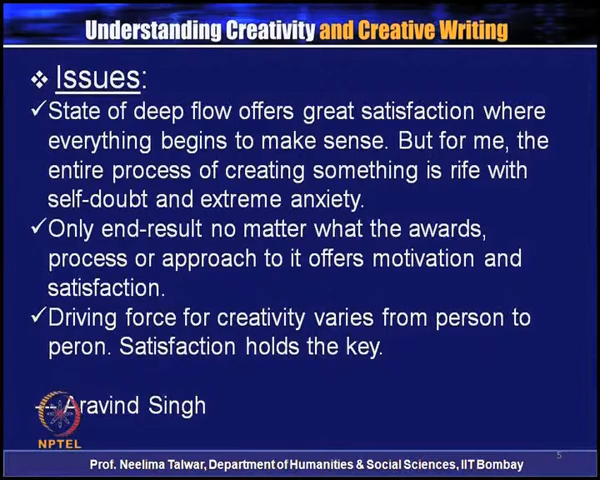 Understanding Creativity and Creative Writing
❖ Issues:
✓State of deep flow offers great satisfaction where
everything begins to make sense. But for me, the
entire process of creating something is rife with
self-doubt and extreme anxiety.
✓Only end-result no matter what the awards,
process or approach to it offers motivation and
satisfaction.
✓Driving force for creativity varies from person to
peron. Satisfaction holds the key.
-- Aravind Singh
NPTEL
5
Prof. Neelima Talwar, Department of Humanities & Social Sciences, IIT Bombay